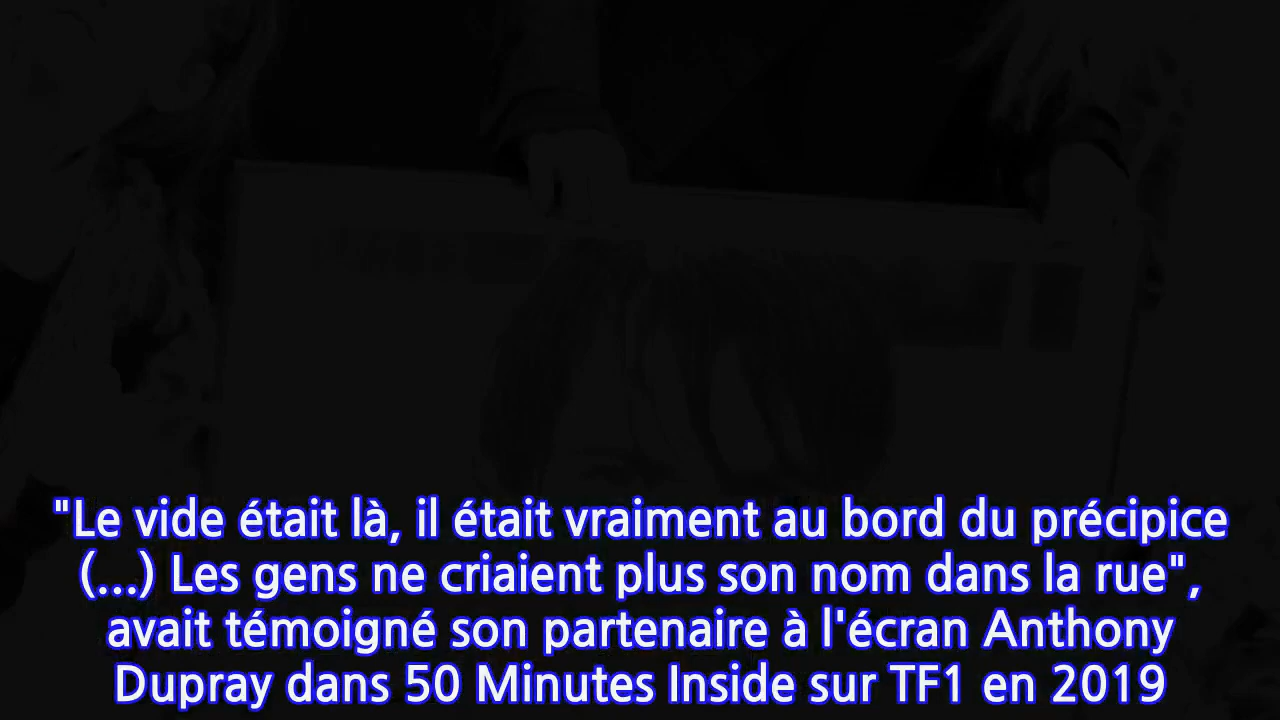 "Le vide était là, il était vraiment au bord du précipice
(...) Les gens ne criaient plus son nom dans la rue",
avait témoigné son partenaire à l'écran Anthony
Dupray dans 50 Minutes Inside sur TF1 en 2019